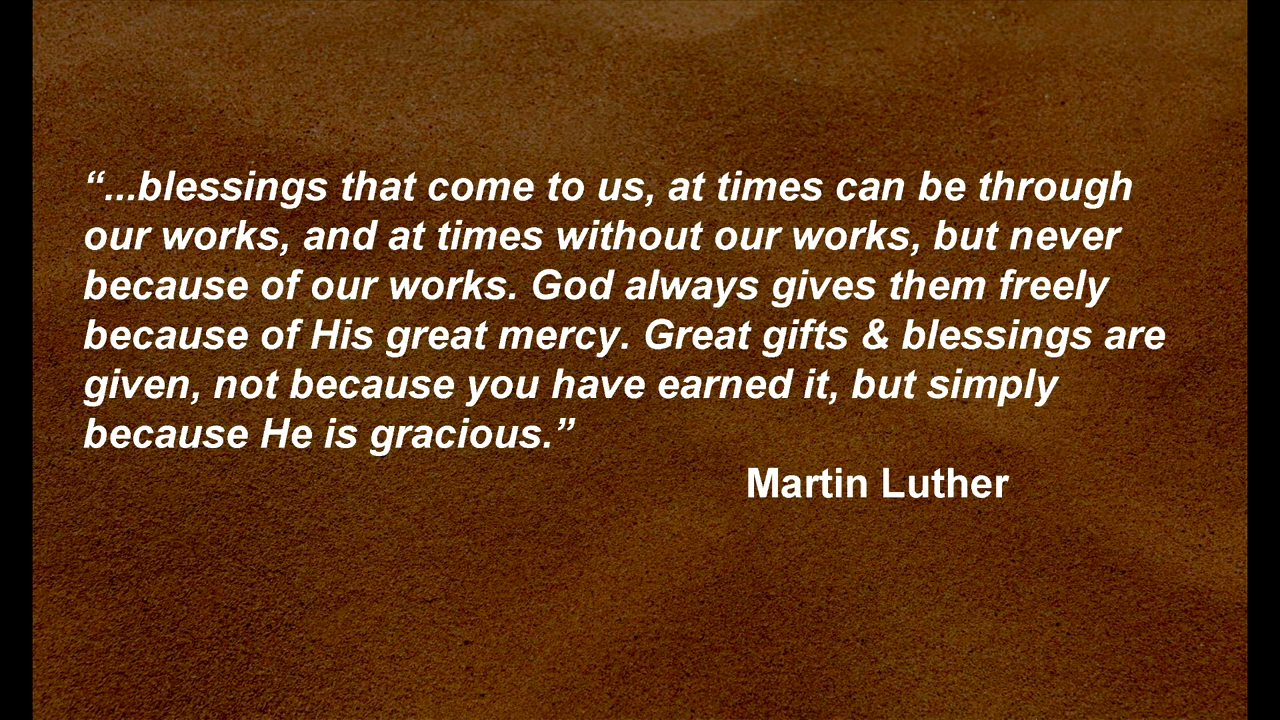 “...blessings that come to us, at times can be through
our works, and at times without our works, but never
because of our works. God always gives them freely
because of His great mercy. Great gifts & blessings are
given, not because you have earned it, but simply
because He is gracious.”
Martin Luther